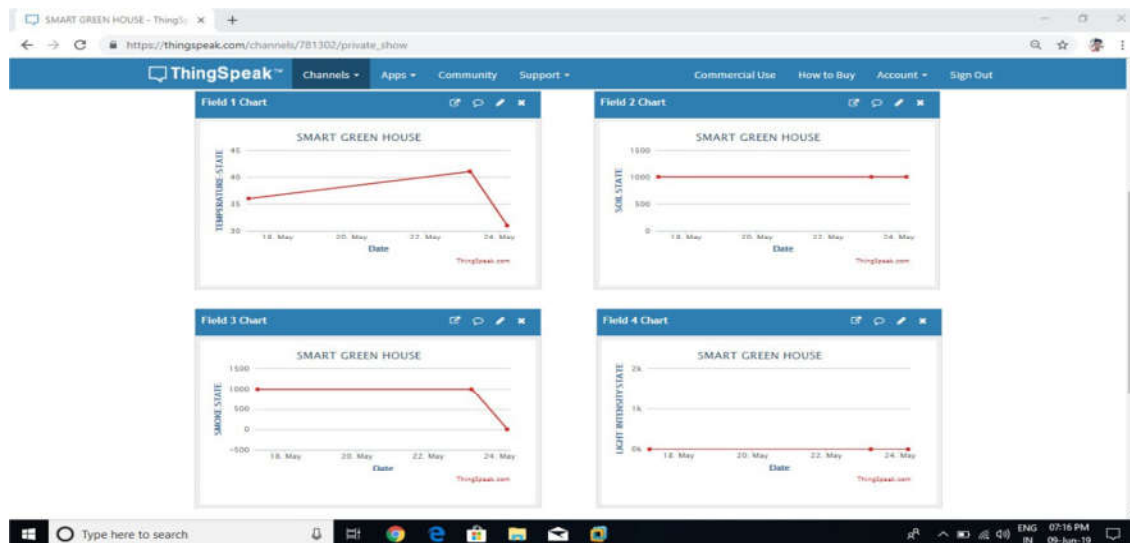 SMART GREEN HOUSE - ThingSp
https://thingspeak.com/channels/781302/private_show
ThingSpeak™ Channels Apps Community Support Commercial Use How to Buy Account Sign Out
Field 1 Chart
SMART GREEN HOUSE
TEMPERATURE-STATE
45
40
35
30
18. May 20. May 22. May 24. May
Date
ThingSpeak.com
Field 2 Chart
SMART GREEN HOUSE
SOIL STATE
1500
1000
500
0
18. May 20. May 22. May 24. May
Date
ThingSpeak.com
Field 3 Chart
SMART GREEN HOUSE
SMOKE STATE
1500
1000
500
0
-500
18. May 20. May 22. May 24. May
Date
ThingSpeak.com
Field 4 Chart
SMART GREEN HOUSE
LIGHT INTENSITY STATE
2k
1k
0k
18. May 20. May 22. May 24. May
Date
ThingSpeak.com
Type here to search
ENG 07:16 PM
IN 09-Jun-19